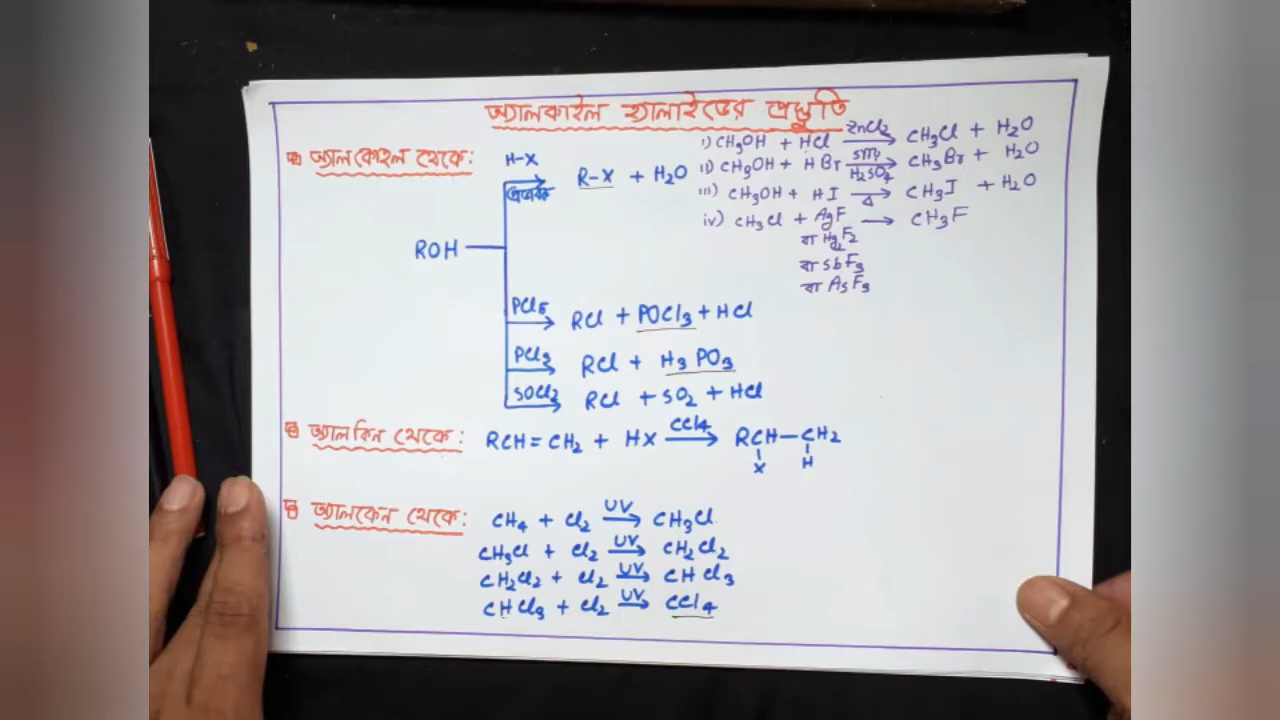 অ্যালকাইল হ্যালাইডের প্রস্তুতি
অ্যালকোহল থেকে:
ROH
H-X
প্রভাবক
R-X + H₂O
i) CH₃OH + HCl ZnCl₂ → CH₃Cl + H₂O
ii) CH₃OH + HBr H₂SO₄ → CH₃Br + H₂O
iii) CH₃OH + HI Δ → CH₃I + H₂O
iv) CH₃Cl + AgF → CH₃F
বা Hg₂F₂
বা SbF₃
বা AsF₃
PCl₅ → RCl + POCl₃ + HCl
PCl₃ → RCl + H₃PO₃
SOCl₂ → RCl + SO₂ + HCl
অ্যালকিন থেকে: RCH=CH₂ + HX CCl₄ → RCH-CH₂
X H
অ্যালকেন থেকে: CH₄ + Cl₂ UV → CH₃Cl
CH₃Cl + Cl₂ UV → CH₂Cl₂
CH₂Cl₂ + Cl₂ UV → CHCl₃
CHCl₃ + Cl₂ UV → CCl₄